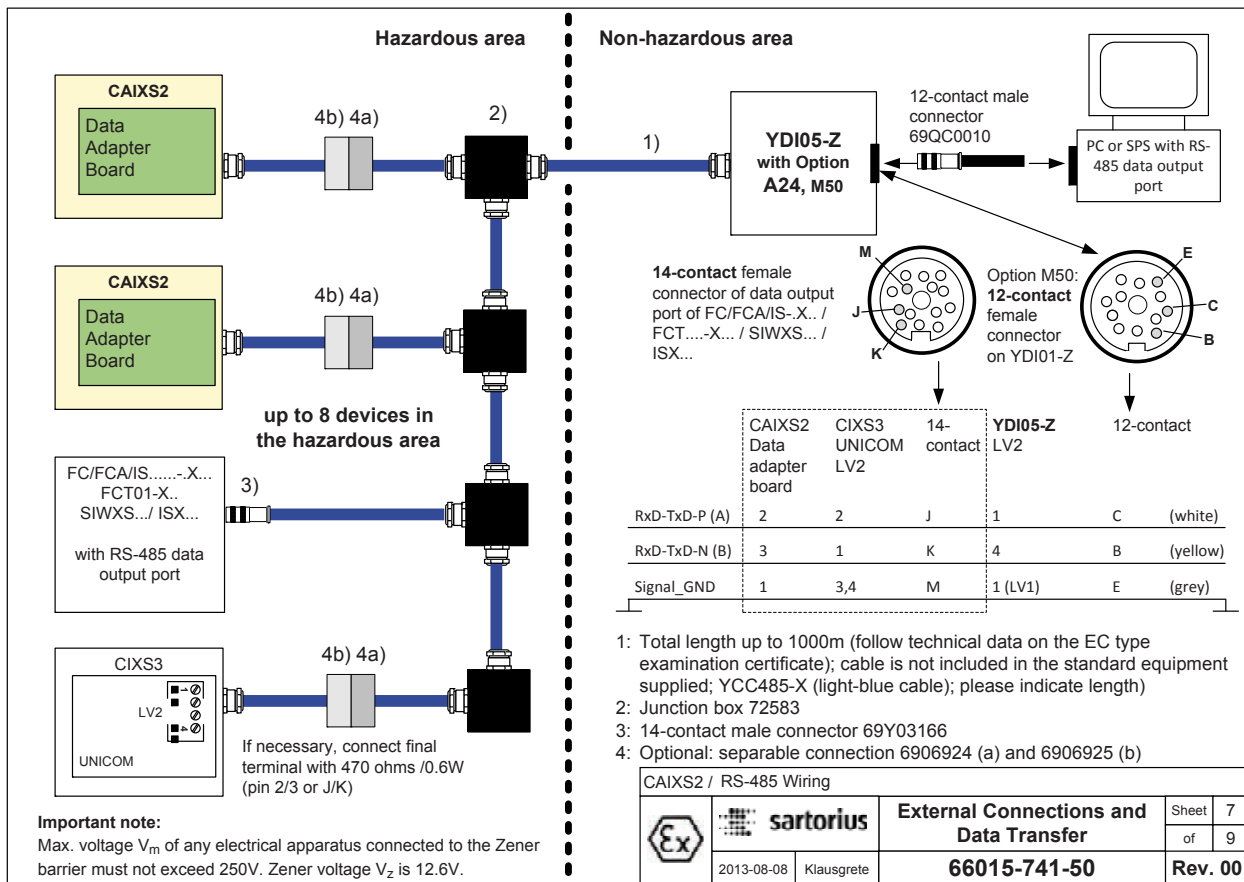 Hazardous area
Non-hazardous area
CAIXS2
Data
Adapter
Board
4b) 4a)
2)
1)
YDI05-Z
with Option
A24, M50
12-contact male
connector
69QC0010
PC or SPS with RS-
485 data output
port
CAIXS2
Data
Adapter
Board
4b) 4a)
14-contact female
connector of data output
port of FC/FCA/IS-.X.. /
FCT....-X... / SIWXS... /
ISX...
M
J
K
Option M50:
12-contact
female
connector
on YDI01-Z
E
C
B
up to 8 devices in
the hazardous area
FC/FCA/IS......-.X...
FCT01-X..
SIWXS.../ ISX...
with RS-485 data
output port
3)
CAIXS2
Data
adapter
board
CIXS3
UNICOM
LV2
14-
contact
YDI05-Z
LV2
12-contact
RxD-TxD-P (A) 2 2 J 1 C (white)
RxD-TxD-N (B) 3 1 K 4 B (yellow)
Signal_GND 1 3,4 M 1 (LV1) E (grey)
CIXS3
1
LV2
4
UNICOM
4b) 4a)
If necessary, connect final
terminal with 470 ohms /0.6W
(pin 2/3 or J/K)
1: Total length up to 1000m (follow technical data on the EC type
examination certificate); cable is not included in the standard equipment
supplied; YCC485-X (light-blue cable); please indicate length)
2: Junction box 72583
3: 14-contact male connector 69Y03166
4: Optional: separable connection 6906924 (a) and 6906925 (b)
Important note:
Max. voltage Vm of any electrical apparatus connected to the Zener
barrier must not exceed 250V. Zener voltage Vz is 12.6V.
CAIXS2 / RS-485 Wiring
Ex
sartorius
External Connections and
Data Transfer
Sheet 7
of 9
2013-08-08 Klausgrete
66015-741-50
Rev. 00